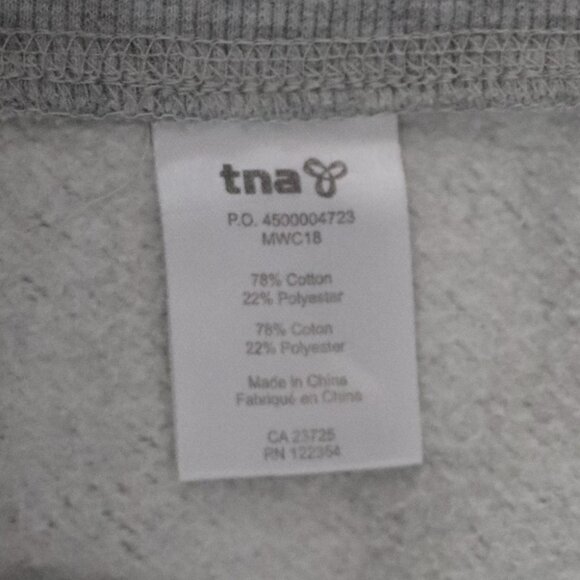 tna
P.O. 4500004723
MWC18
78% Cotton
22% Polyester
78% Coton
22% Polyester
Made in China
Fabriqué en China
CA 23725
RN 122354